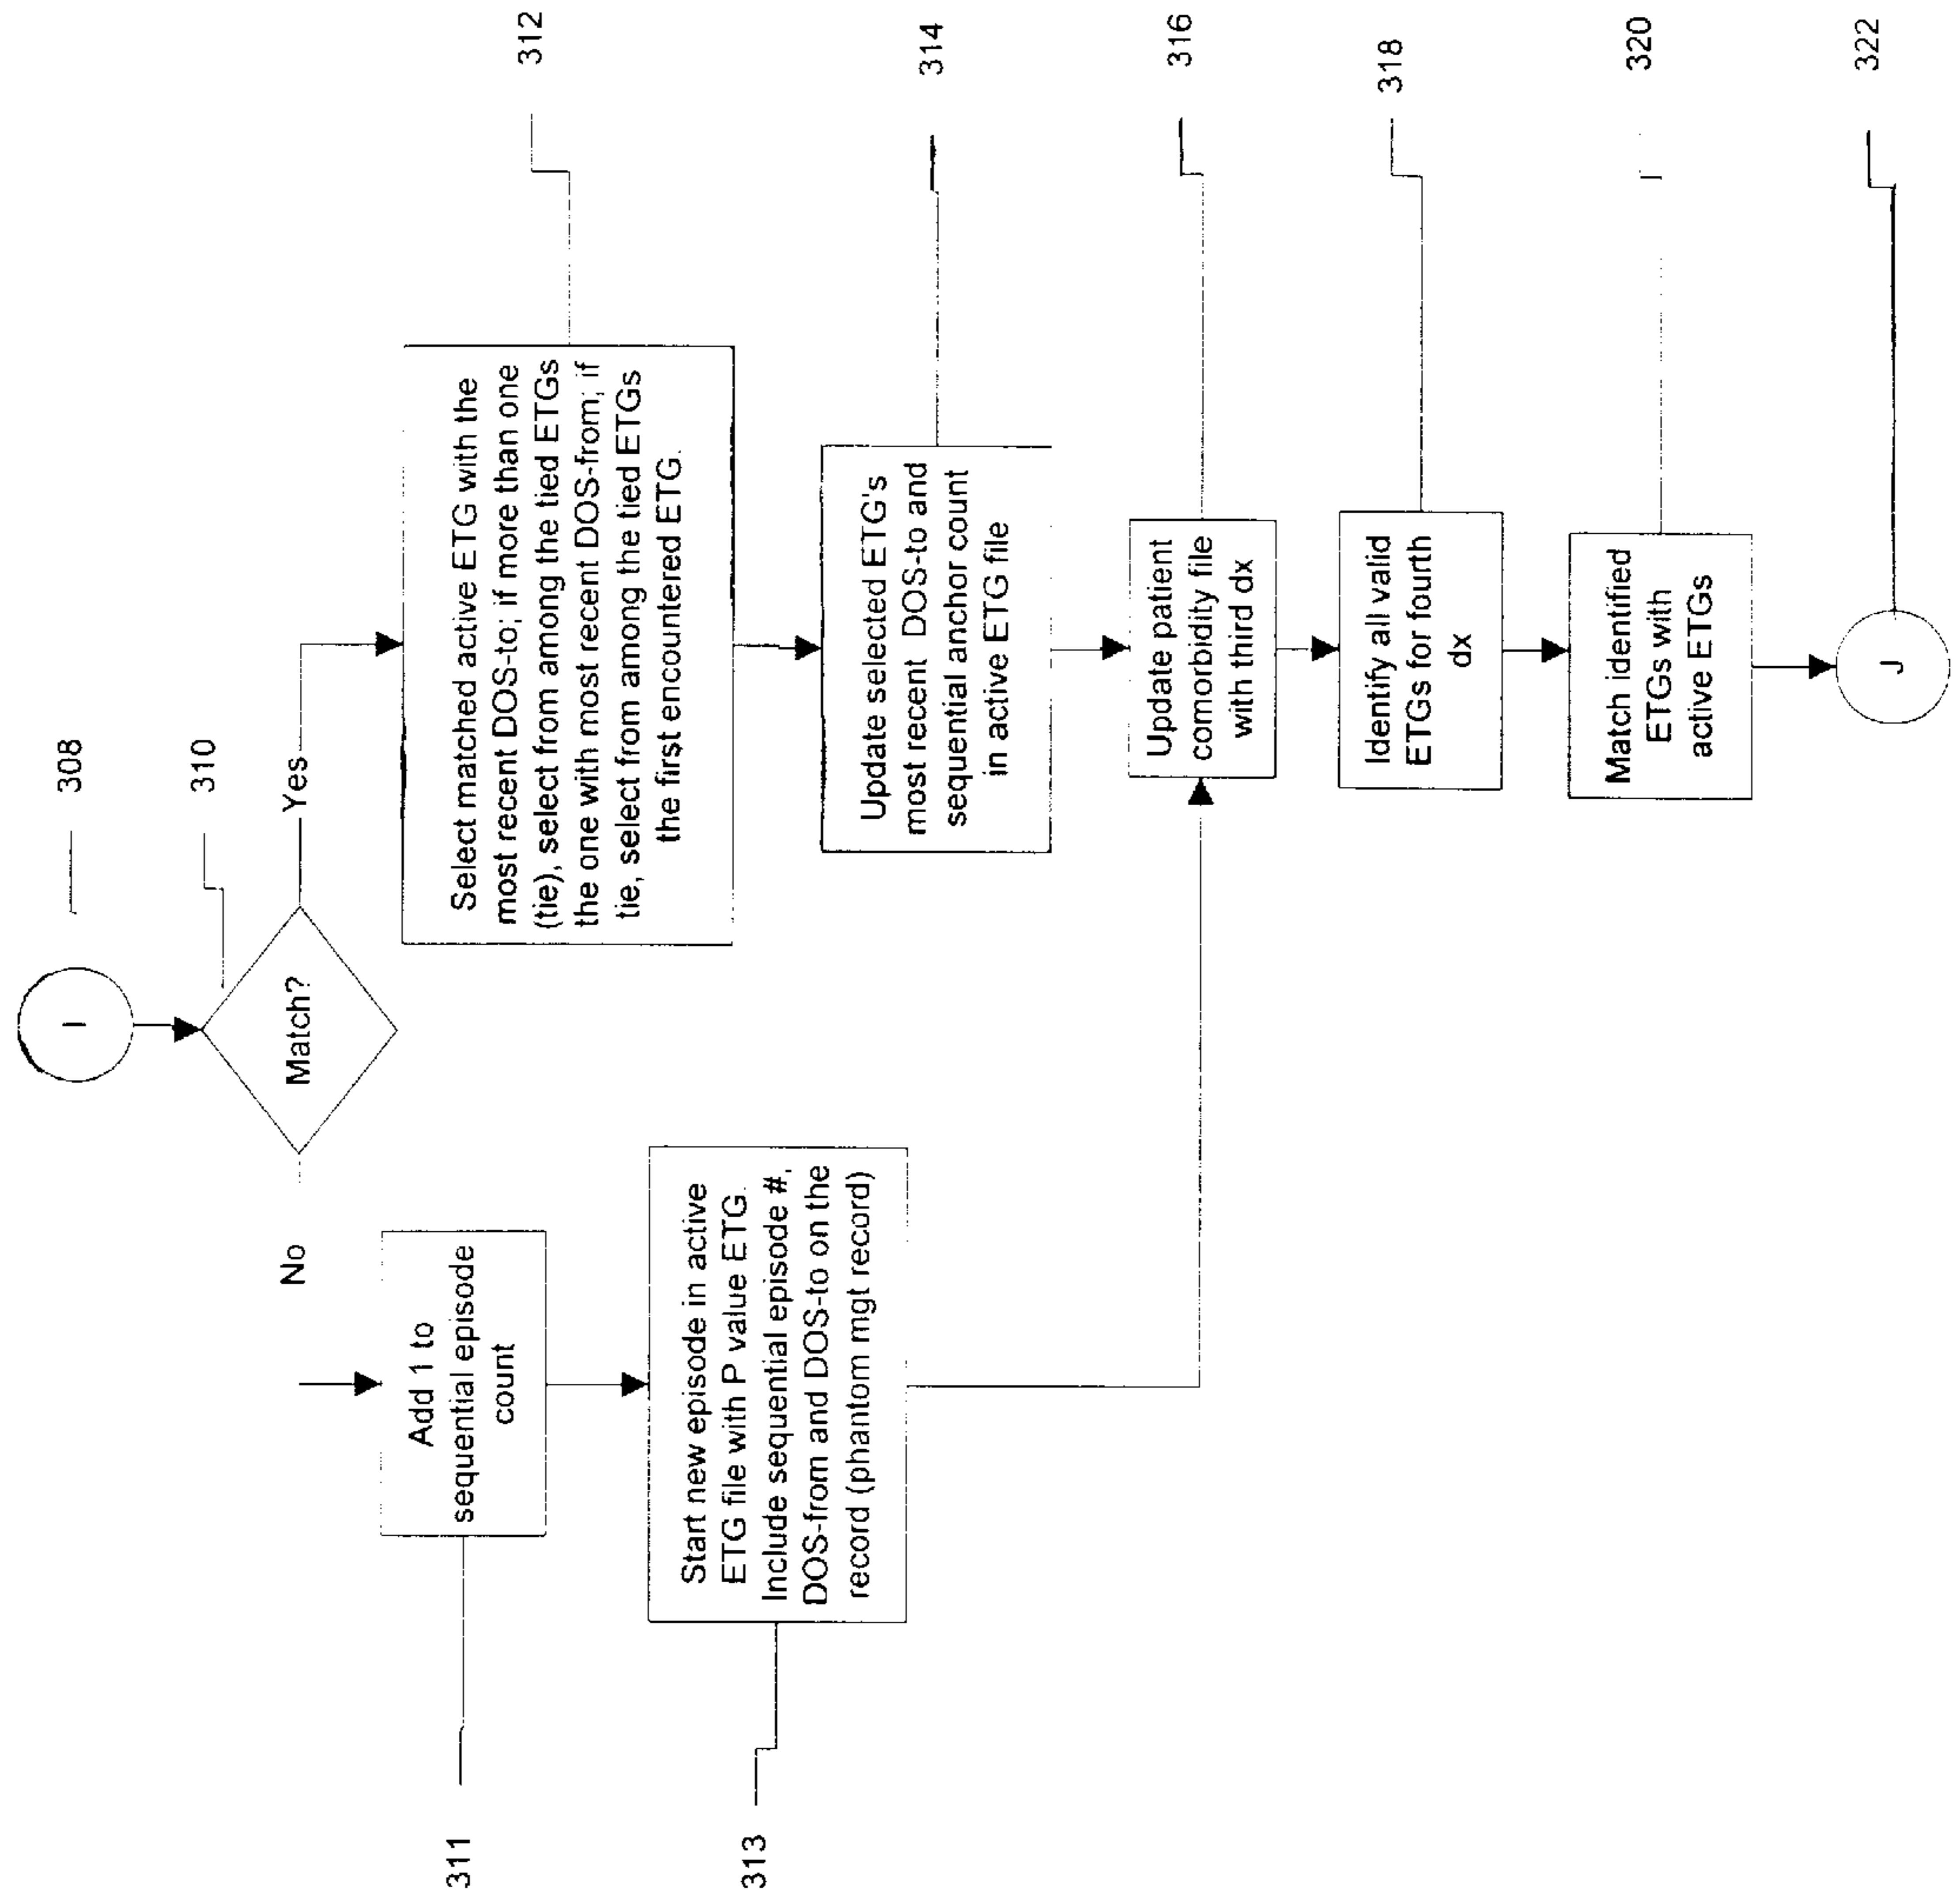 I
308
310
Match?
Yes
No
Select matched active ETG with the
most recent DOS-to; if more than one
(tie), select from among the tied ETGs
the one with most recent DOS-from; if
tie, select from among the tied ETGs
the first encountered ETG.
312
311
Add 1 to
sequential episode
count
313
Start new episode in active
ETG file with P value ETG.
Include sequential episode #,
DOS-from and DOS-to on the
record (phantom mgt record)
Update selected ETG's
most recent DOS-to and
sequential anchor count
in active ETG file
314
Update patient
comorbidity file
with third dx
316
Identify all valid
ETGs for fourth
dx
318
Match identified
ETGs with
active ETGs
320
J
322